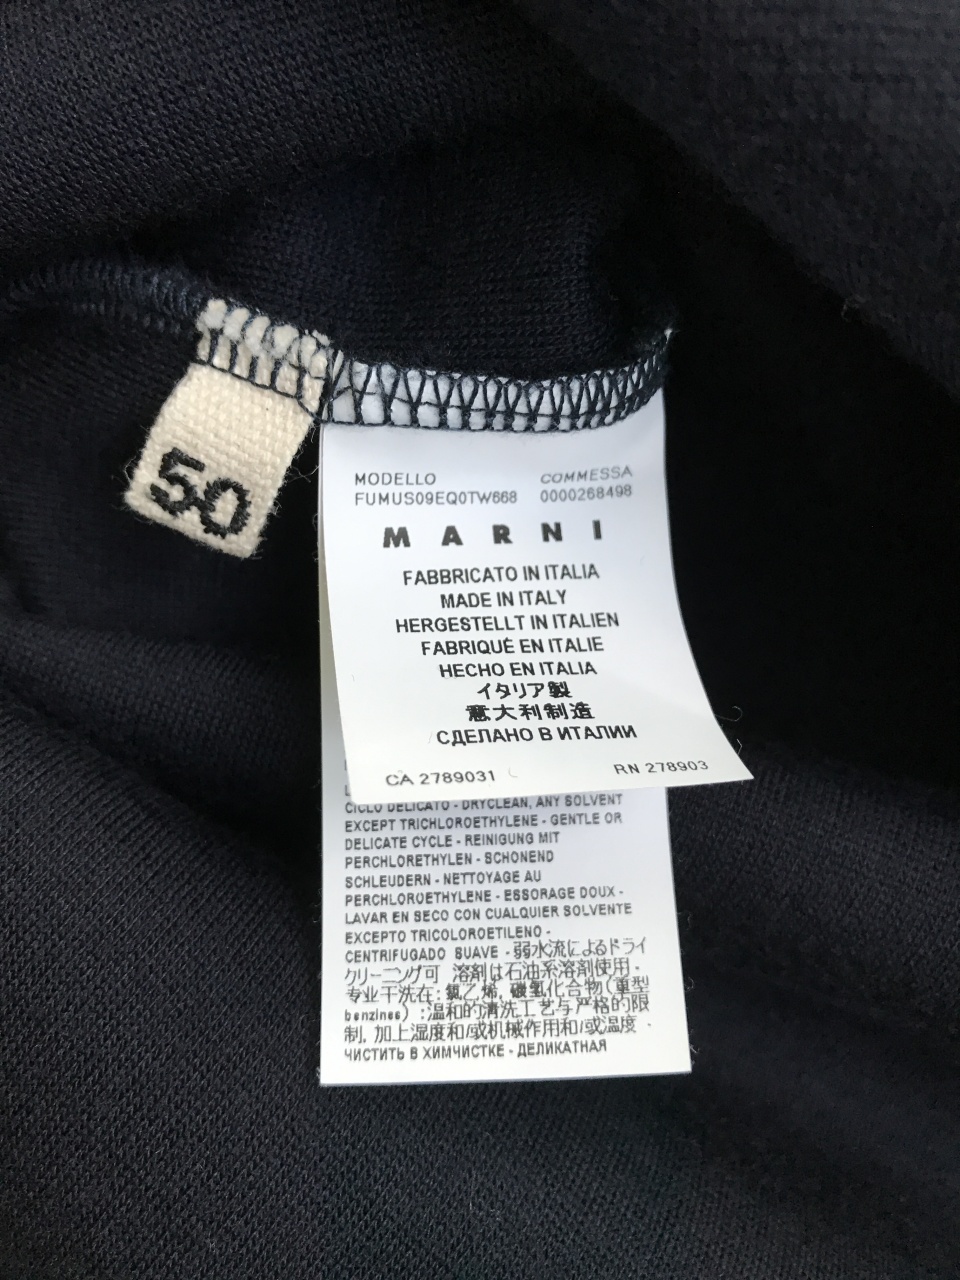 50
MODELLO COMMESSA
FUMUS09EQ0TW668 0000268498
MARNI
FABBRICATO IN ITALIA
MADE IN ITALY
HERGESTELLT IN ITALIEN
FABRIQUÉ EN ITALIE
HECHO EN ITALIA
イタリア製
意大利制造
СДЕЛАНО В ИТАЛИИ
CA 2789031 RN 278903
CICLO DELICATO - DRYCLEAN, ANY SOLVENT
EXCEPT TRICHLOROETHYLENE - GENTLE OR
DELICATE CYCLE - REINIGUNG MIT
PERCHLORETHYLEN - SCHONEND
SCHLEUDERN - NETTOYAGE AU
PERCHLOROETHYLENE - ESSORAGE DOUX -
LAVAR EN SECO CON CUALQUIER SOLVENTE
EXCEPTO TRICOLOROETILENO -
CENTRIFUGADO SUAVE - 弱水流によるドライ
クリーニング可 溶剤は石油系溶剤使用 -
专业干洗在: 氯乙烯, 碳氢化合物(重型
benzines) :温和的清洗工艺与严格的限
制, 加上湿度和/或机械作用和/或温度 -
ЧИСТИТЬ В ХИМЧИСТКЕ - ДЕЛИКАТНАЯ